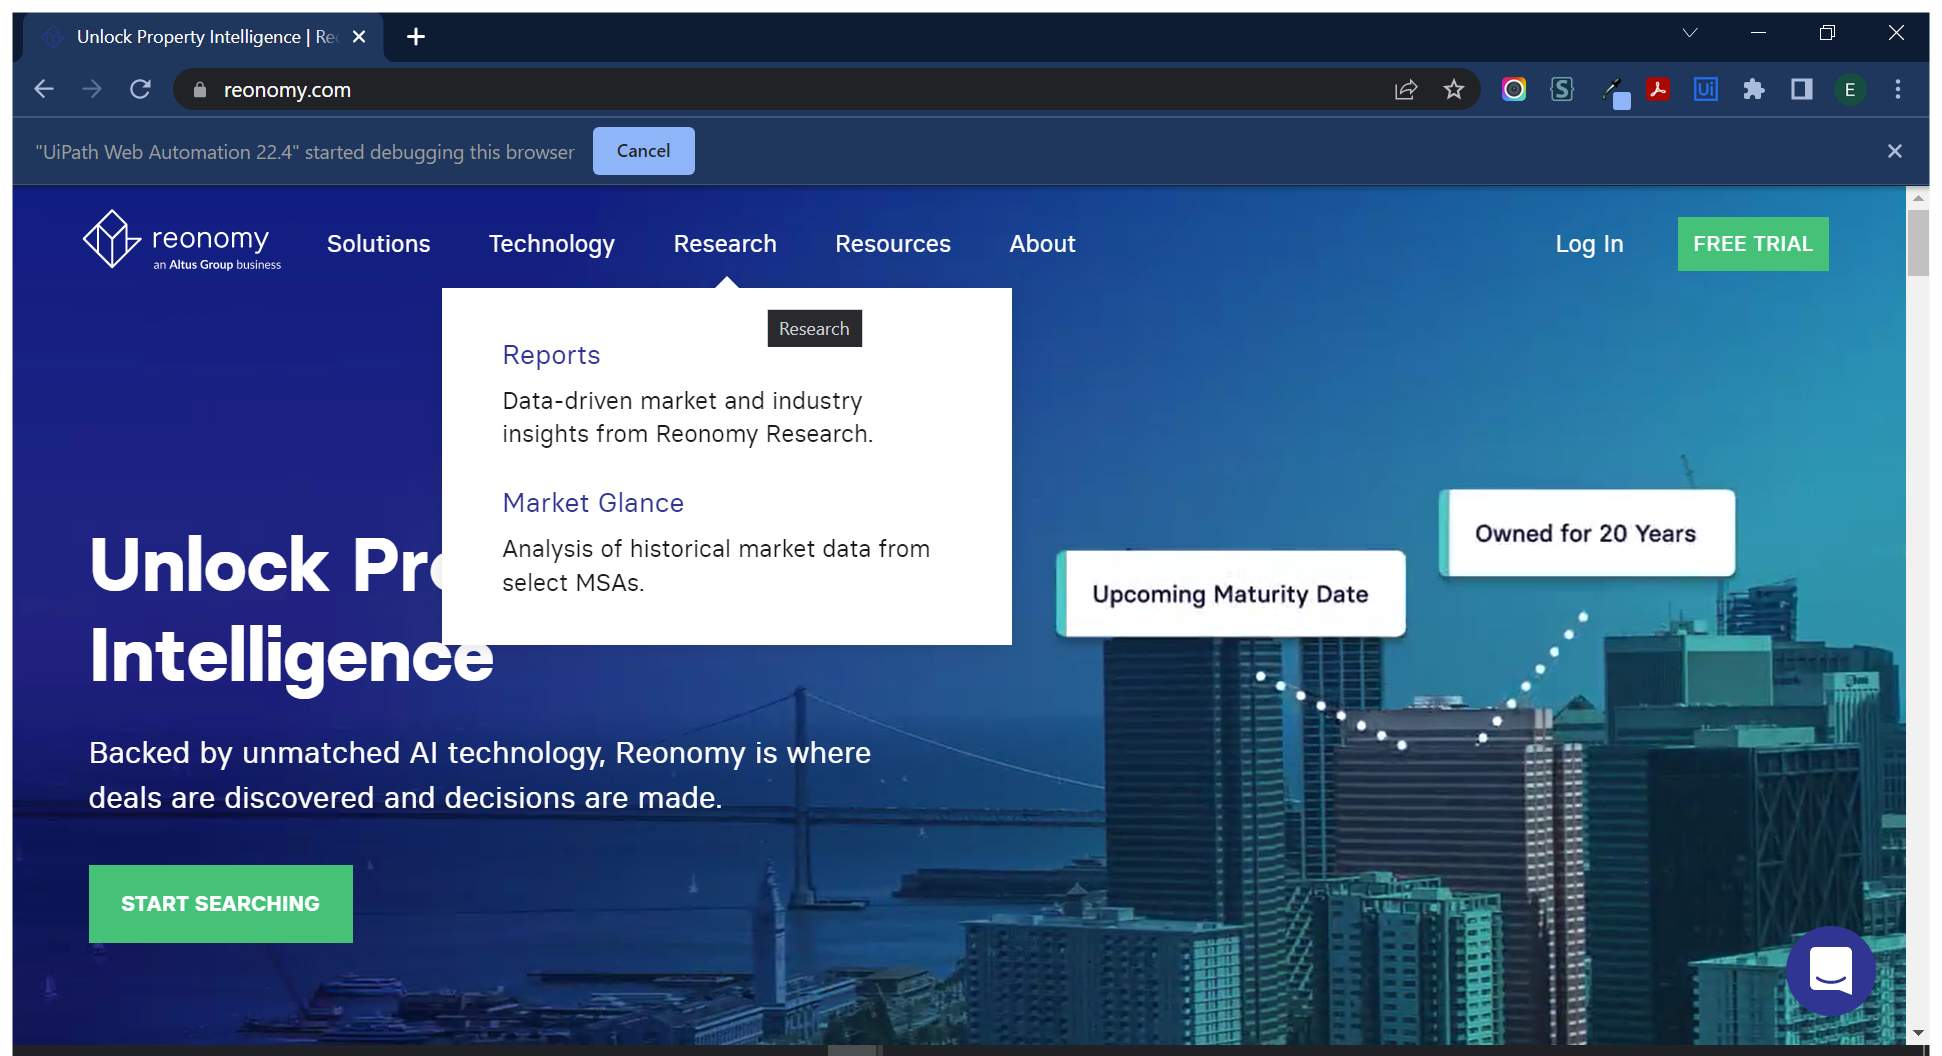 Unlock Property Intelligence | Reo
reonomy.com
E
"UiPath Web Automation 22.4" started debugging this browser
Cancel
reonomy
an Altus Group business
Solutions
Technology
Research
Resources
About
Log In
FREE TRIAL
Research
Reports
Data-driven market and industry
insights from Reonomy Research.
Market Glance
Analysis of historical market data from
select MSAs.
Unlock Pro
Intelligence
Backed by unmatched AI technology, Reonomy is where
deals are discovered and decisions are made.
START SEARCHING
Upcoming Maturity Date
Owned for 20 Years